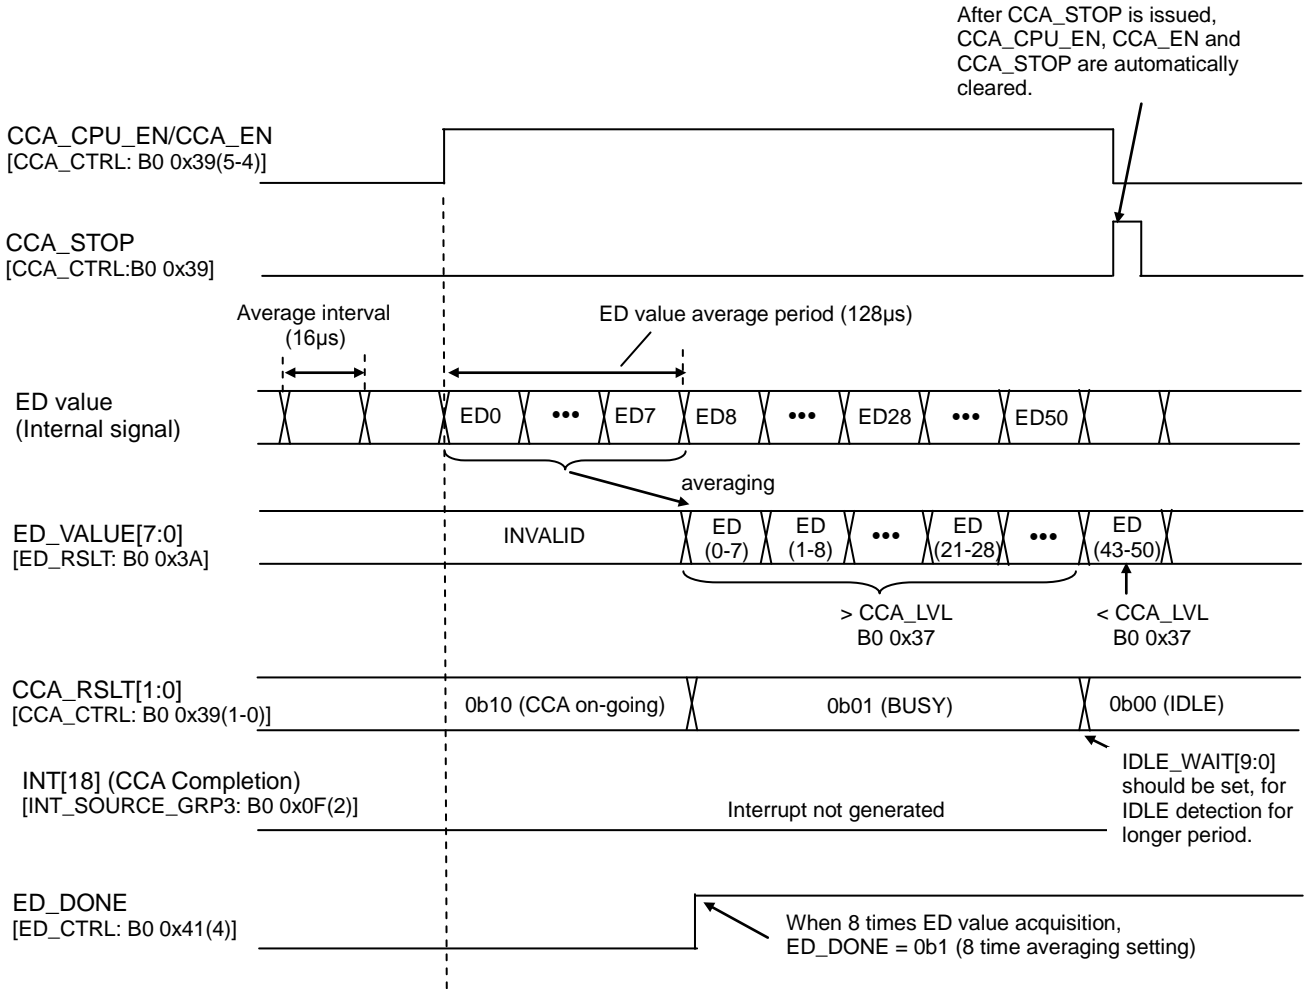 After CCA_STOP is issued,
CCA_CPU_EN, CCA_EN and
CCA_STOP are automatically
cleared.
CCA_CPU_EN/CCA_EN
[CCA_CTRL: B0 0x39(5-4)]
CCA_STOP
[CCA_CTRL:B0 0x39]
Average interval
(16μs)
ED value average period (128μs)
ED value
(Internal signal)
ED0 ••• ED7 ED8 ••• ED28 ••• ED50
averaging
ED_VALUE[7:0]
[ED_RSLT: B0 0x3A]
INVALID
ED
(0-7)
ED
(1-8)
•••
ED
(21-28)
•••
ED
(43-50)
> CCA_LVL
B0 0x37
< CCA_LVL
B0 0x37
CCA_RSLT[1:0]
[CCA_CTRL: B0 0x39(1-0)]
0b10 (CCA on-going)
0b01 (BUSY)
0b00 (IDLE)
IDLE_WAIT[9:0]
should be set, for
IDLE detection for
longer period.
INT[18] (CCA Completion)
[INT_SOURCE_GRP3: B0 0x0F(2)]
Interrupt not generated
ED_DONE
[ED_CTRL: B0 0x41(4)]
When 8 times ED value acquisition,
ED_DONE = 0b1 (8 time averaging setting)